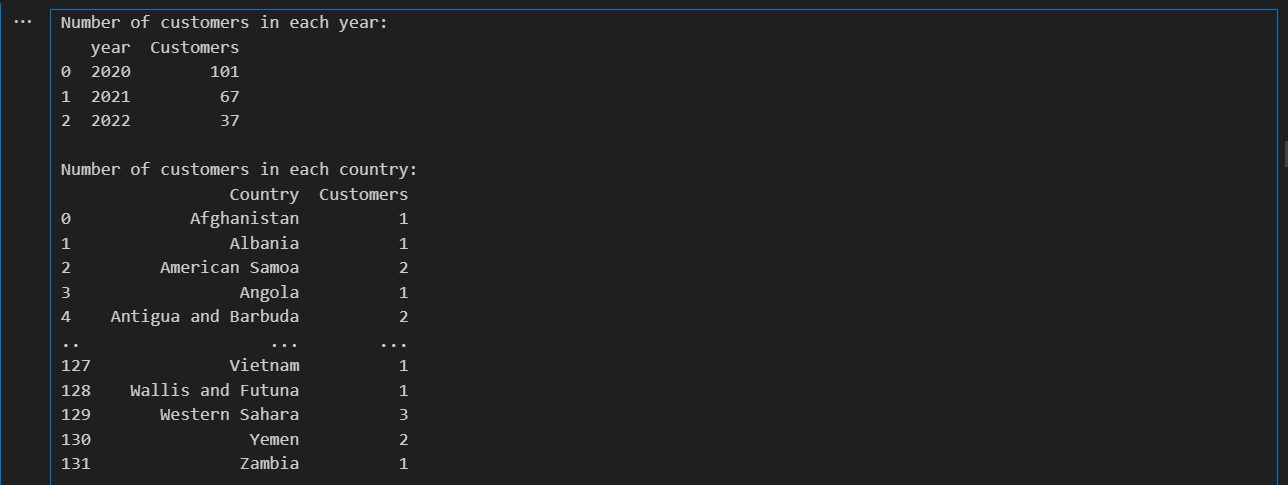 ...
Number of customers in each year:
   year  Customers
0  2020        101
1  2021         67
2  2022         37

Number of customers in each country:
                 Country  Customers
0            Afghanistan          1
1                Albania          1
2         American Samoa          2
3                 Angola          1
4    Antigua and Barbuda          2
..                   ...        ...
127              Vietnam          1
128    Wallis and Futuna          1
129       Western Sahara          3
130                Yemen          2
131               Zambia          1